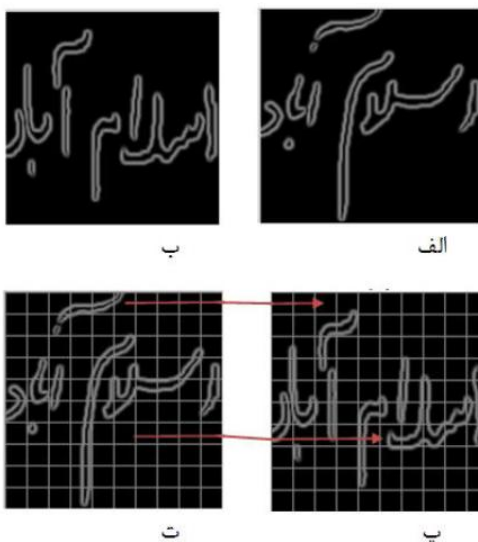 اسلام آباد
اسلام آباد
الف
ب
اسلام آباد
اسلام آباد
پ
ت